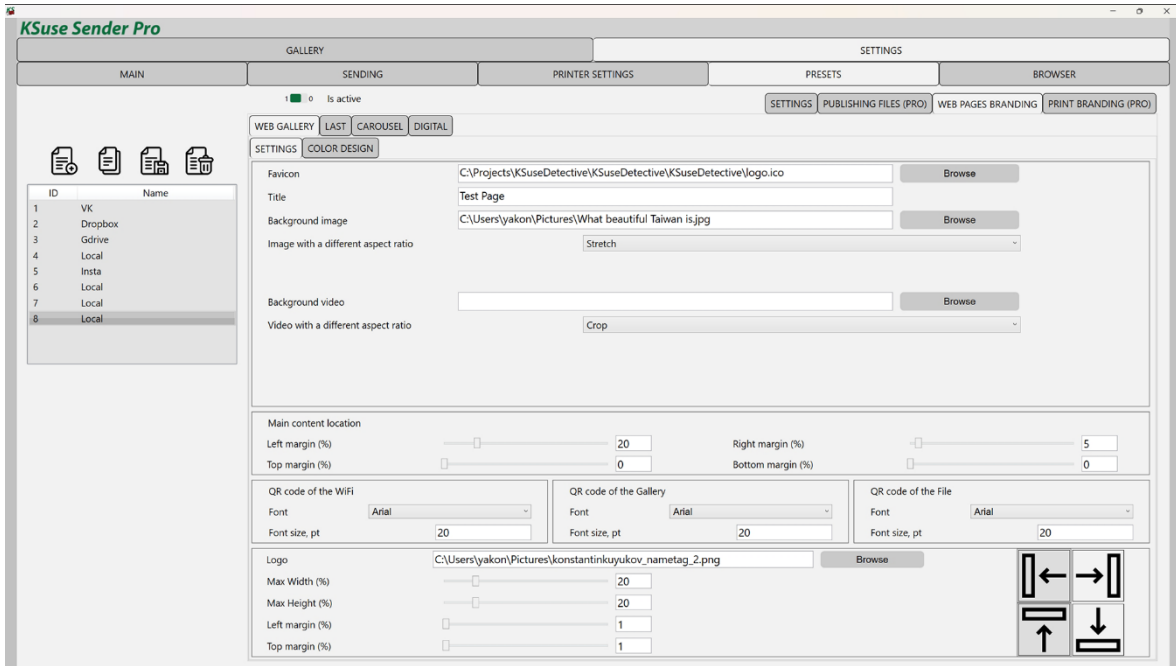 KSuse Sender Pro
GALLERY SETTINGS
MAIN SENDING PRINTER SETTINGS PRESETS BROWSER
1 0 Is active
SETTINGS PUBLISHING FILES (PRO) WEB PAGES BRANDING PRINT BRANDING (PRO)
WEB GALLERY LAST CAROUSEL DIGITAL
SETTINGS COLOR DESIGN
ID Name
1 VK
2 Dropbox
3 Gdrive
4 Local
5 Insta
6 Local
7 Local
8 Local
Favicon C:\Projects\KSuseDetective\KSuseDetective\KSuseDetective\logo.ico Browse
Title Test Page
Background image C:\Users\yakon\Pictures\What beautiful Taiwan is.jpg Browse
Image with a different aspect ratio Stretch
Background video Browse
Video with a different aspect ratio Crop
Main content location
Left margin (%) 20 Right margin (%) 5
Top margin (%) 0 Bottom margin (%) 0
QR code of the WiFi QR code of the Gallery QR code of the File
Font Arial Font Arial Font Arial
Font size, pt 20 Font size, pt 20 Font size, pt 20
Logo C:\Users\yakon\Pictures\konstantinkuyukov_nametag_2.png Browse
Max Width (%) 20
Max Height (%) 20
Left margin (%) 1
Top margin (%) 1